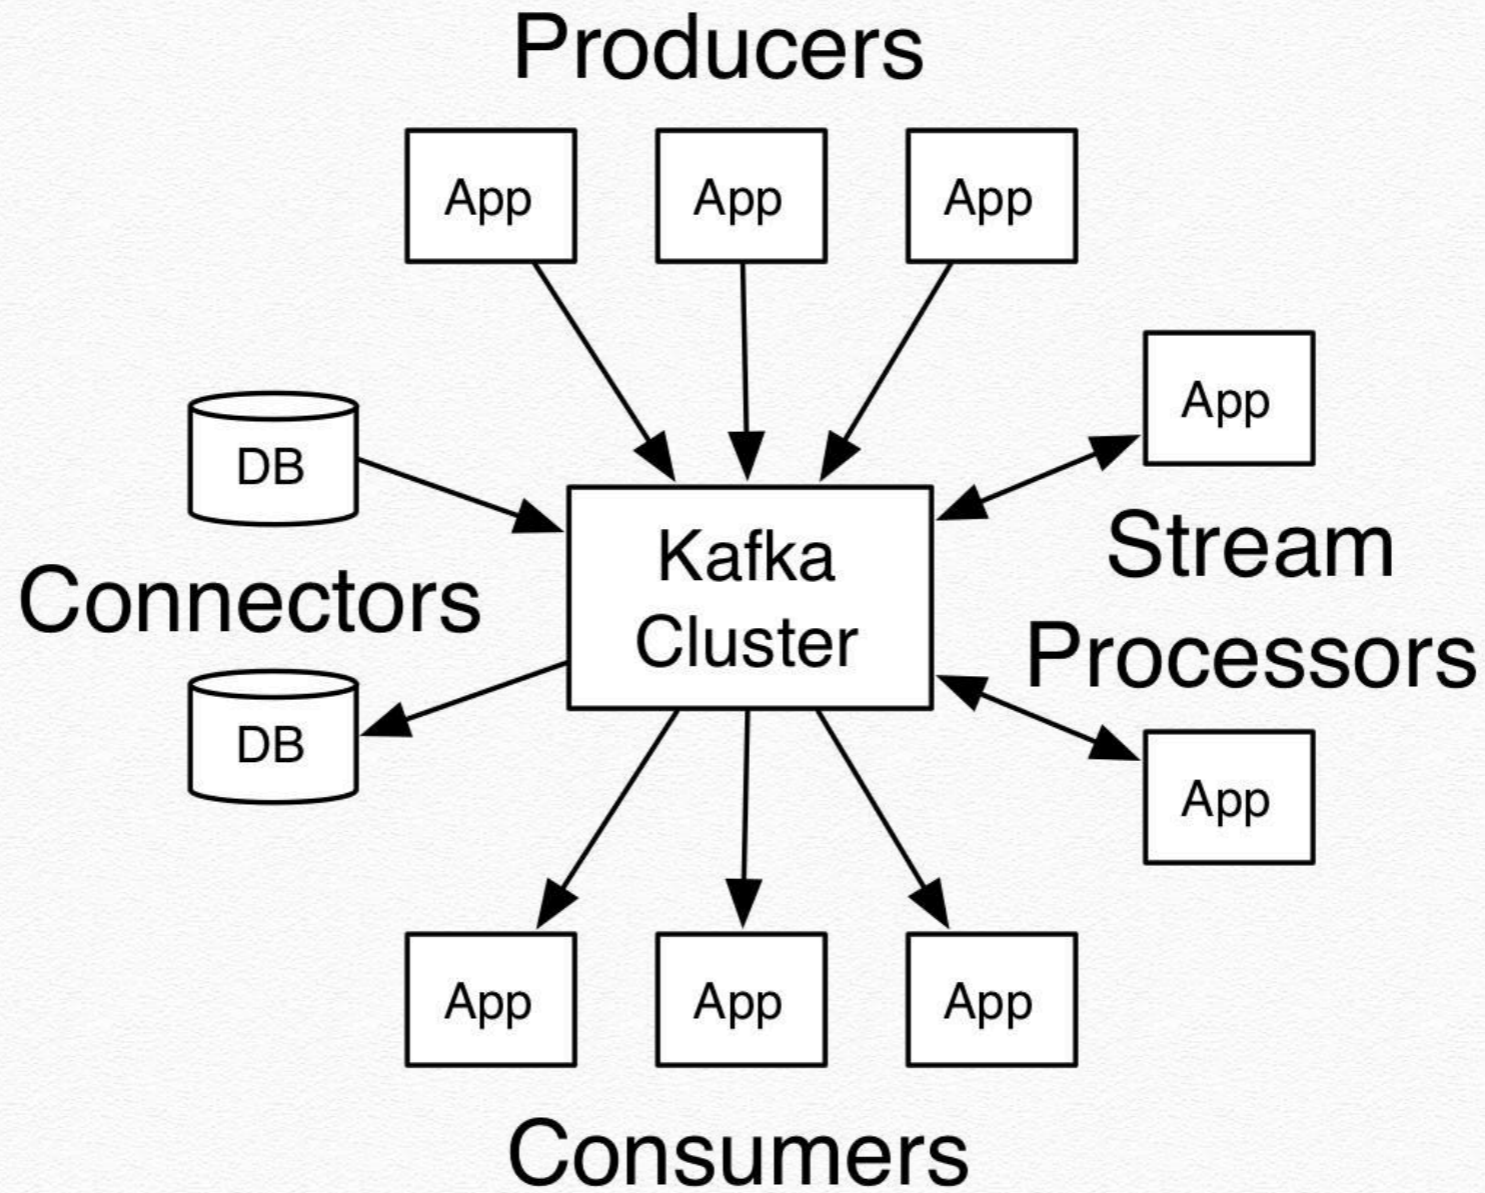 Producers
App
App
App
App
DB
Stream
Processors
Kafka
Cluster
Connectors
DB
App
App
App
App
Consumers